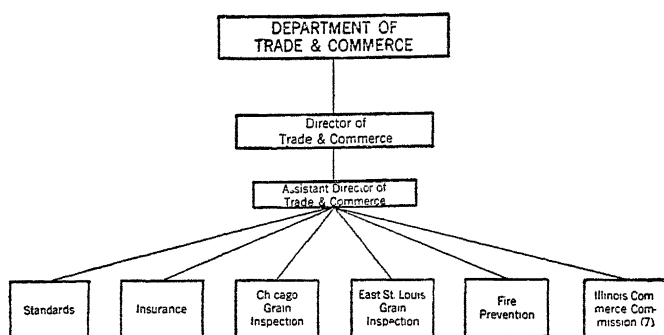 DEPARTMENT OF
TRADE & COMMERCE
Director of
Trade & Commerce
Assistant Director of
Trade & Commerce
Standards
Insurance
Chicago
Grain
Inspection
East St. Louis
Grain
Inspection
Fire
Prevention
Illinois Com
merce Com-
mission (7)